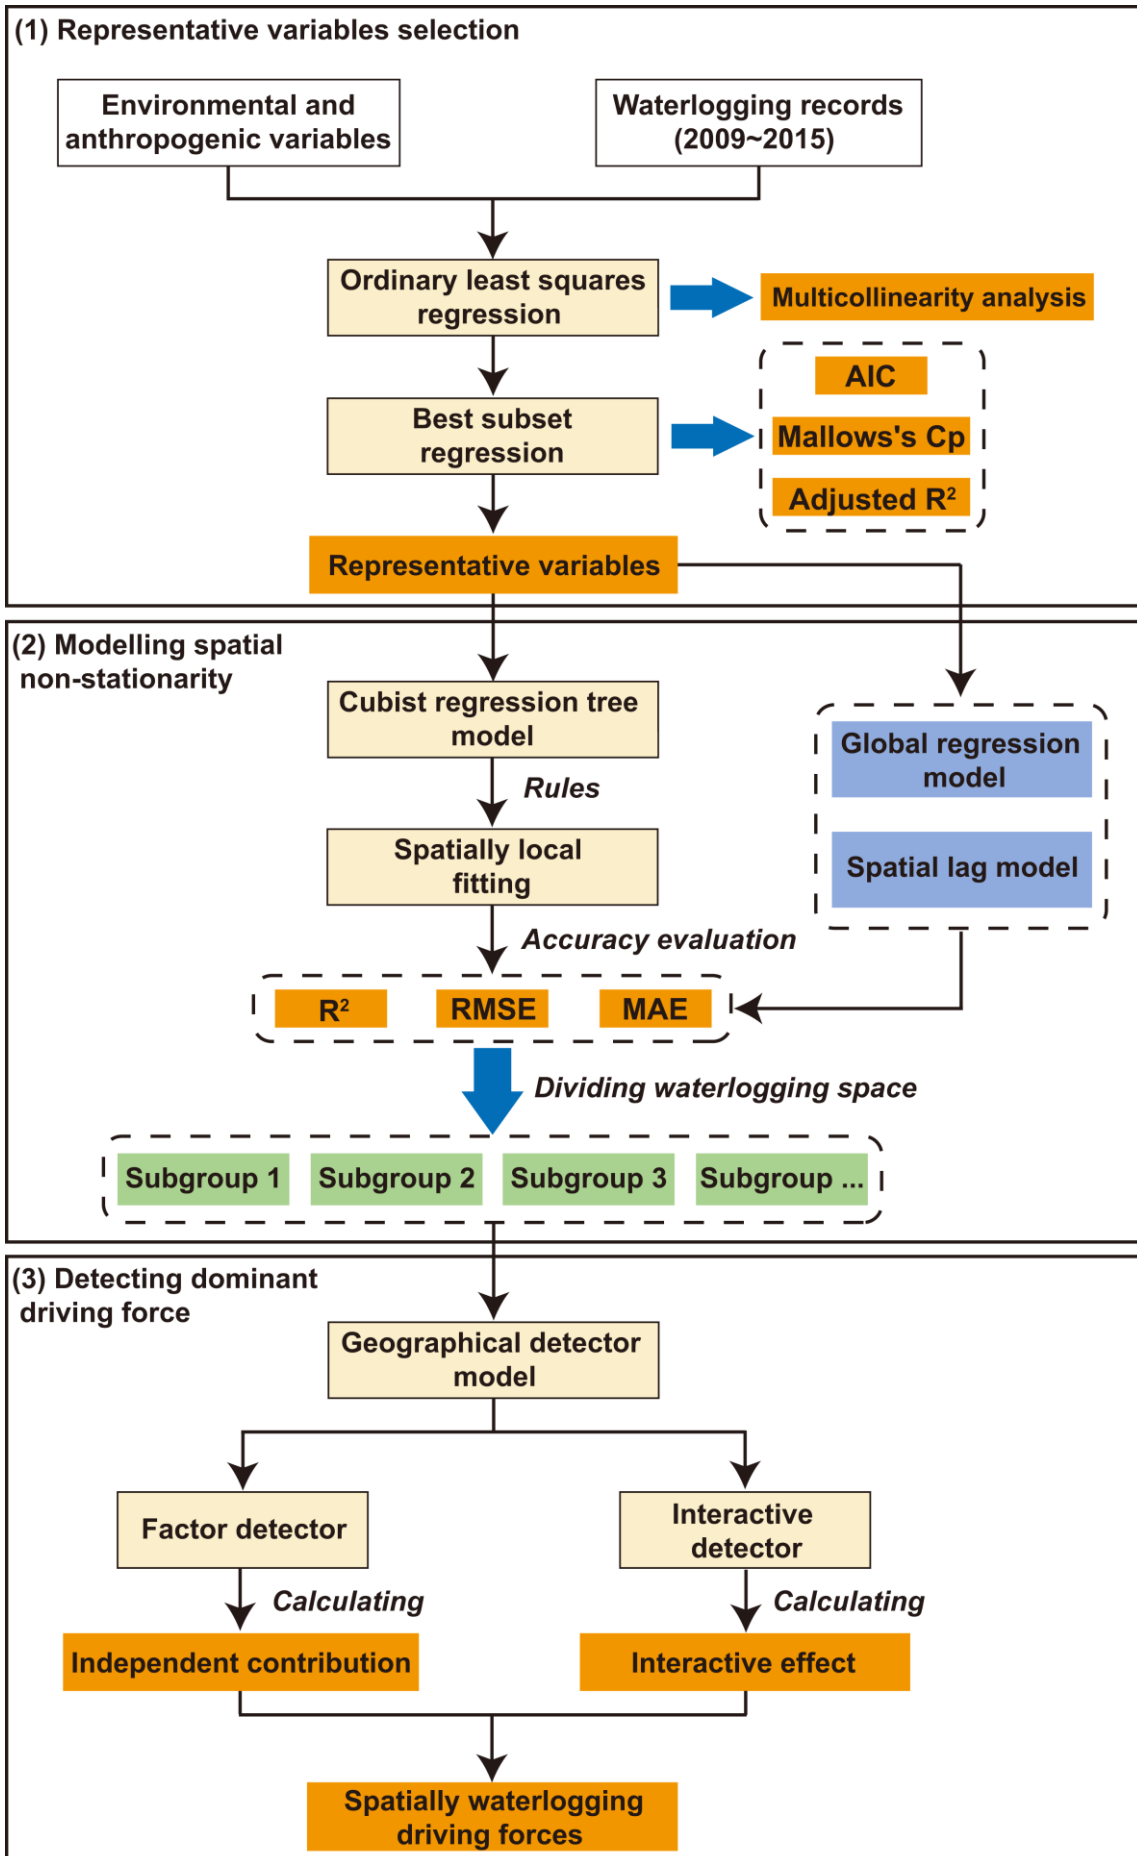 (1) Representative variables selection
Environmental and
anthropogenic variables
Waterlogging records
(2009~2015)
Ordinary least squares
regression
Multicollinearity analysis
Best subset
regression
AIC
Mallows's Cp
Adjusted R²
Representative variables
(2) Modelling spatial
non-stationarity
Cubist regression tree
model
Global regression
model
Rules
Spatially local
fitting
Spatial lag model
Accuracy evaluation
R²
RMSE
MAE
Dividing waterlogging space
Subgroup 1
Subgroup 2
Subgroup 3
Subgroup ...
(3) Detecting dominant
driving force
Geographical detector
model
Factor detector
Interactive
detector
Calculating
Calculating
Independent contribution
Interactive effect
Spatially waterlogging
driving forces